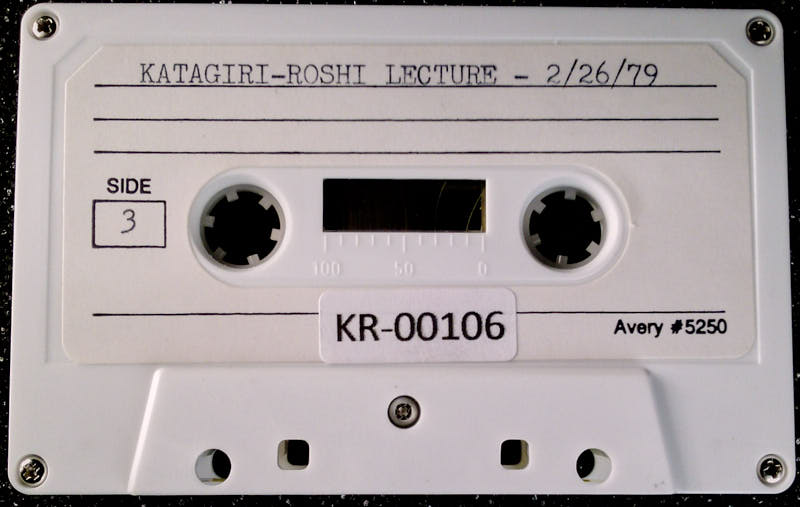 KATAGIRI-ROSHI LECTURE - 2/26/79
SIDE
3
100 50 0
KR-00106
Avery #5250